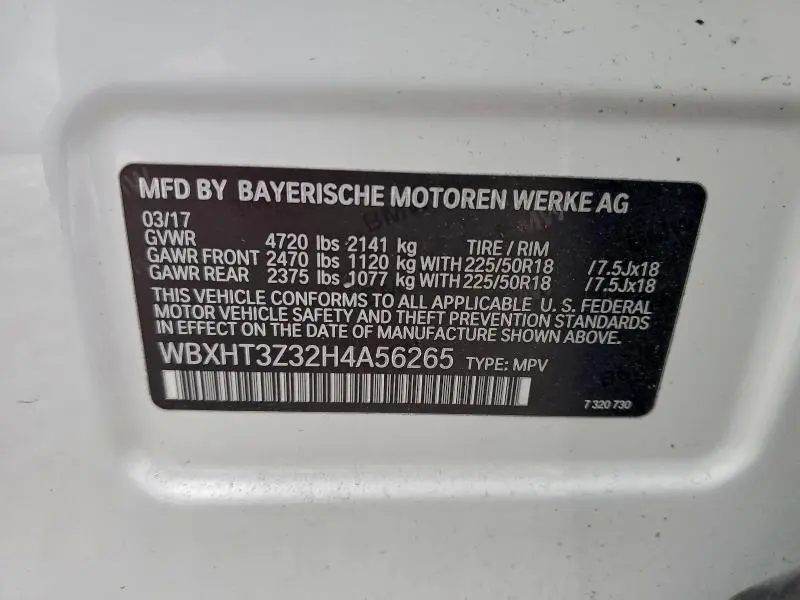 MFD BY BAYERISCHE MOTOREN WERKE AG
03/17
GVWR 4720 lbs 2141 kg TIRE / RIM
GAWR FRONT 2470 lbs 1120 kg WITH 225/50R18 /7.5Jx18
GAWR REAR 2375 lbs 1077 kg WITH 225/50R18 /7.5Jx18
THIS VEHICLE CONFORMS TO ALL APPLICABLE U. S. FEDERAL
MOTOR VEHICLE SAFETY AND THEFT PREVENTION STANDARDS
IN EFFECT ON THE DATE OF MANUFACTURE SHOWN ABOVE.
WBXHT3Z32H4A56265 TYPE: MPV
7 320 730